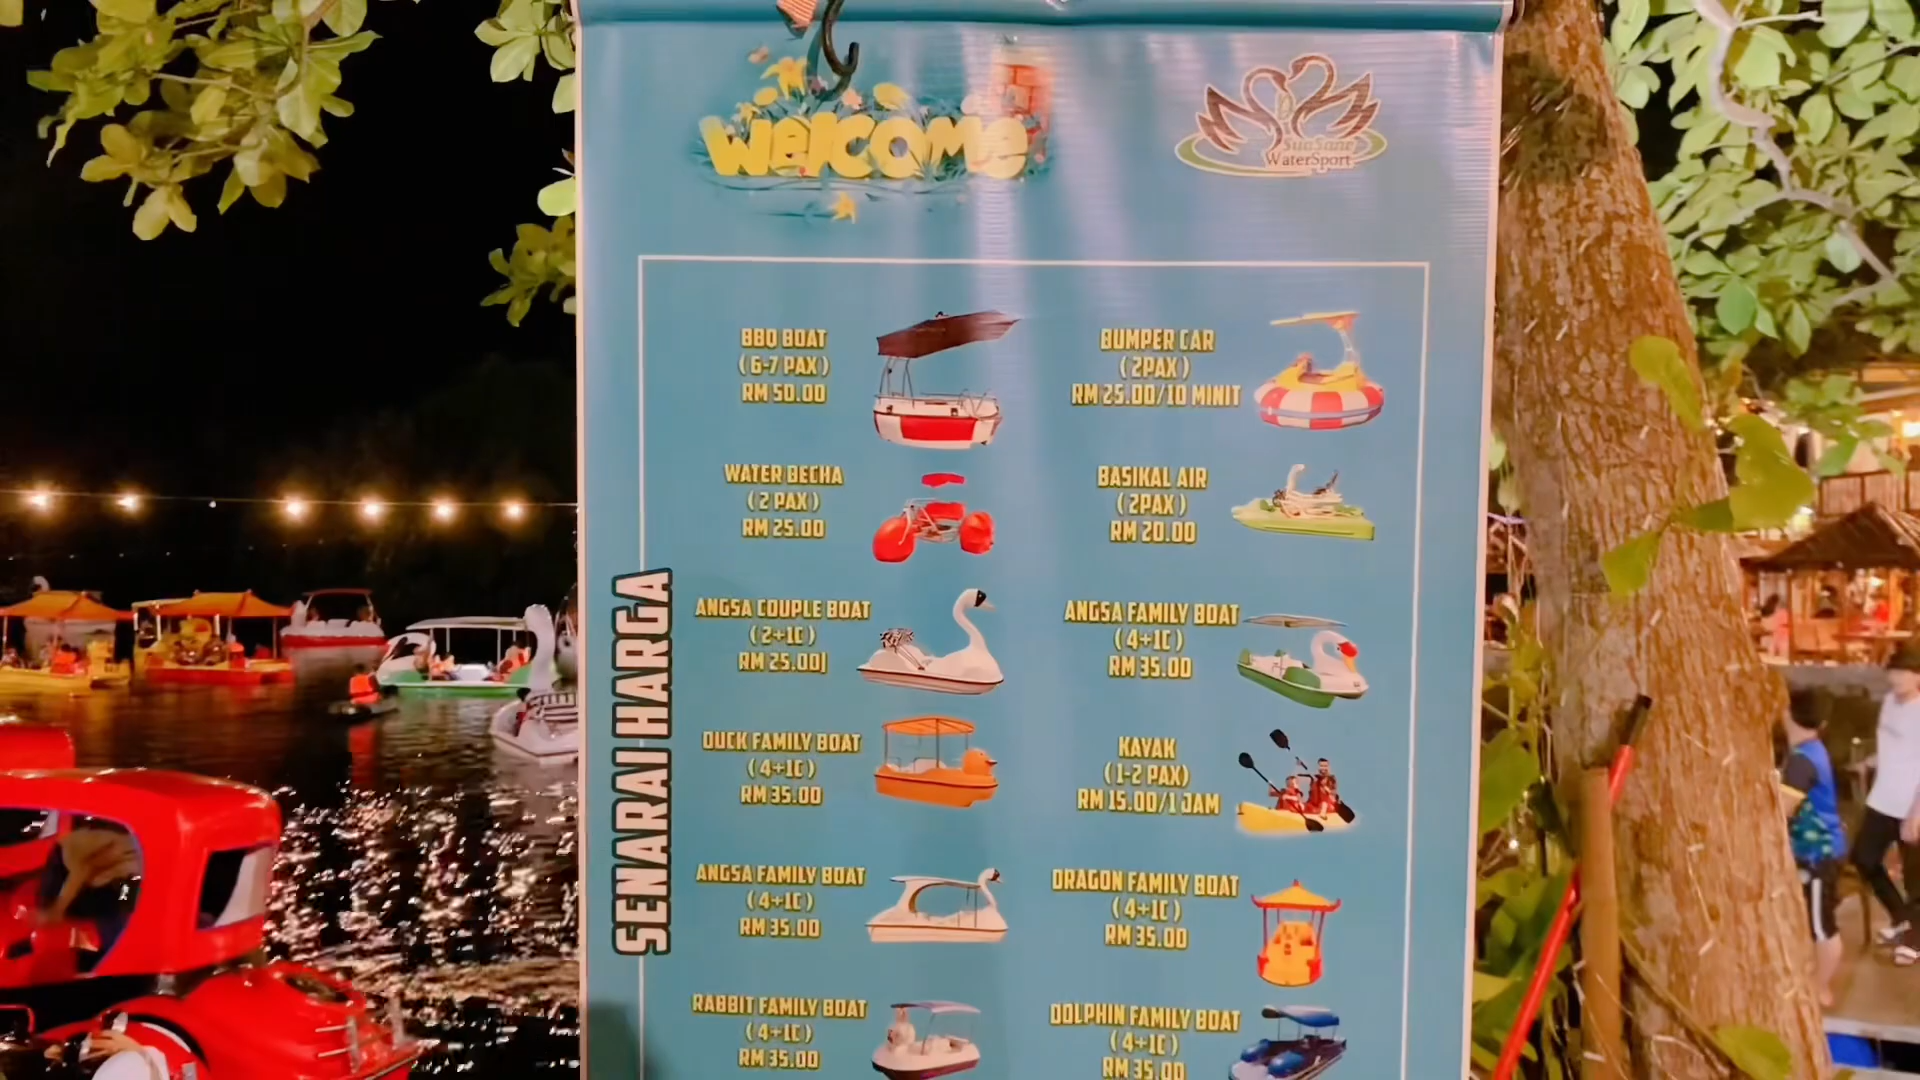 WELCOME
SuaSane
WaterSport
SENARAI HARGA
BBQ BOAT
(6-7 PAX)
RM 50.00
BUMPER CAR
(2PAX)
RM 25.00/10 MINIT
WATER BECHA
(2 PAX)
RM 25.00
BASIKAL AIR
(2PAX)
RM 20.00
ANGSA COUPLE BOAT
(2+1C)
RM 25.00]
ANGSA FAMILY BOAT
(4+1C)
RM 35.00
DUCK FAMILY BOAT
(4+1C)
RM 35.00
KAYAK
(1-2 PAX)
RM 15.00/1 JAM
ANGSA FAMILY BOAT
(4+1C)
RM 35.00
DRAGON FAMILY BOAT
(4+1C)
RM 35.00
RABBIT FAMILY BOAT
(4+1C)
RM 35.00
DOLPHIN FAMILY BOAT
(4+1C)
RM 35.00